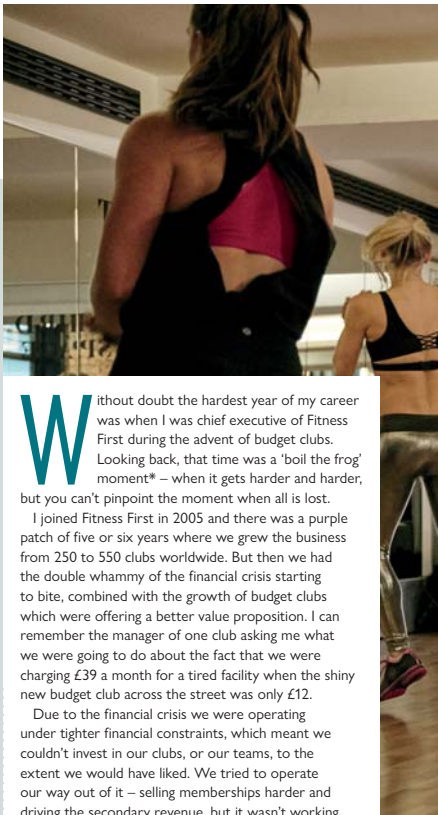 Without doubt the hardest year of my career
was when I was chief executive of Fitness
First during the advent of budget clubs.
Looking back, that time was a ‘boil the frog’
moment* – when it gets harder and harder,
but you can’t pinpoint the moment when all is lost.
I joined Fitness First in 2005 and there was a purple
patch of five or six years where we grew the business
from 250 to 550 clubs worldwide. But then we had
the double whammy of the financial crisis starting
to bite, combined with the growth of budget clubs
which were offering a better value proposition. I can
remember the manager of one club asking me what
we were going to do about the fact that we were
charging £39 a month for a tired facility when the shiny
new budget club across the street was only £12.
Due to the financial crisis we were operating
under tighter financial constraints, which meant we
couldn’t invest in our clubs, or our teams, to the
extent we would have liked. We tried to operate
our way out of it – selling memberships harder and
driving the secondary revenue, but it wasn’t working